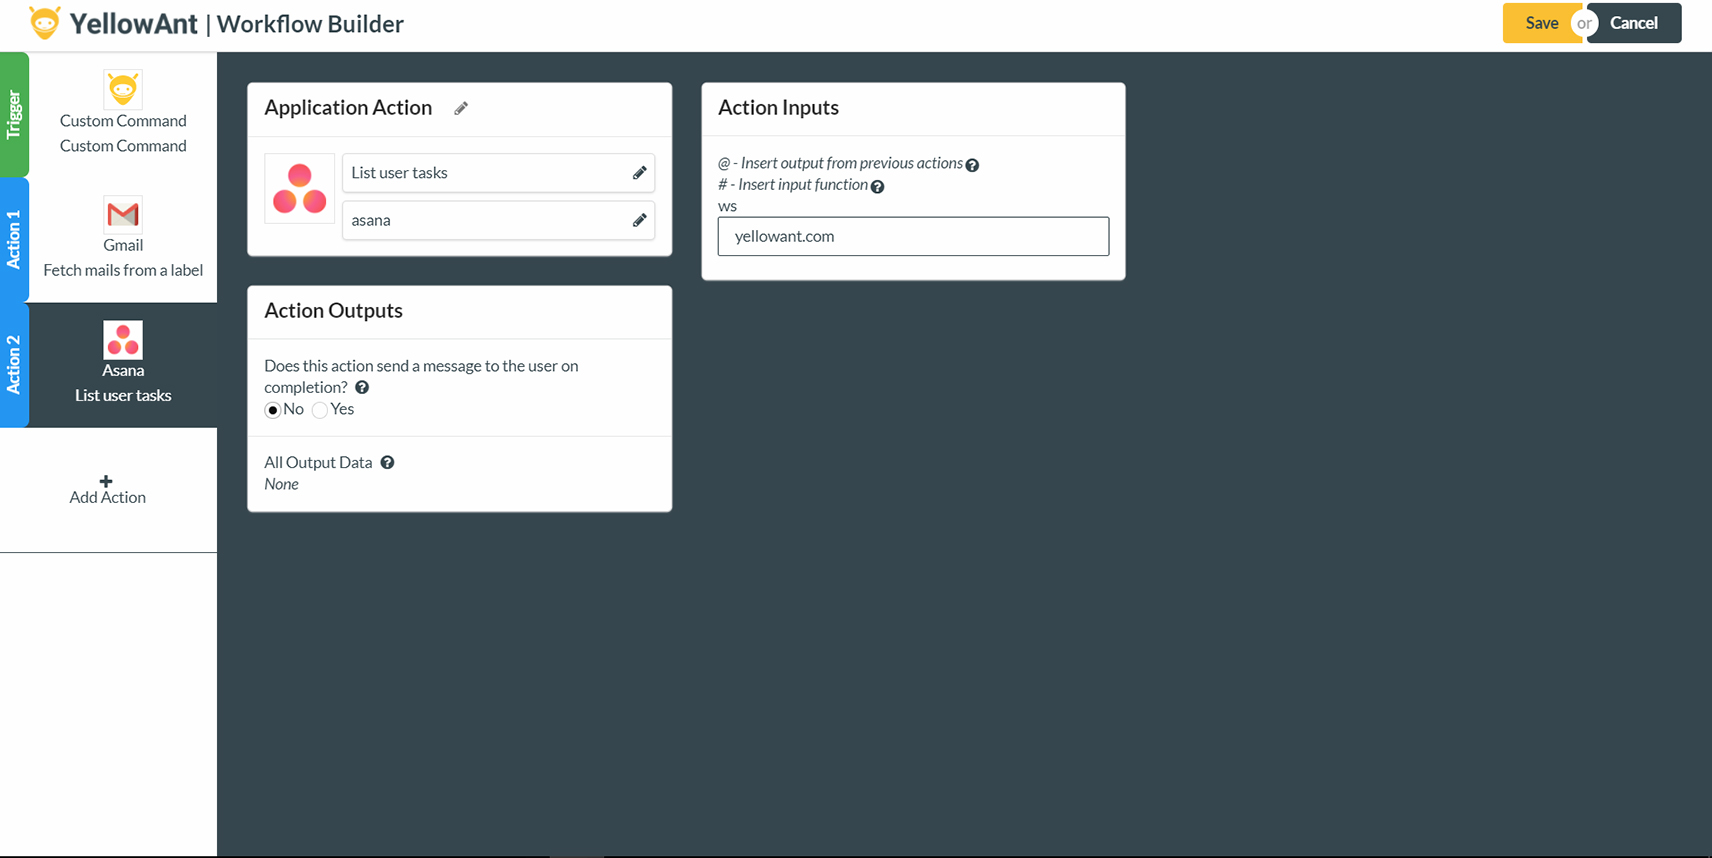 YellowAnt | Workflow Builder
Save or Cancel
Trigger
Custom Command
Custom Command
Action 1
Gmail
Fetch mails from a label
Action 2
Asana
List user tasks
Add Action
Application Action
List user tasks
asana
Action Outputs
Does this action send a message to the user on
completion?
No Yes
All Output Data
None
Action Inputs
@ - Insert output from previous actions
# - Insert input function
ws
yellowant.com